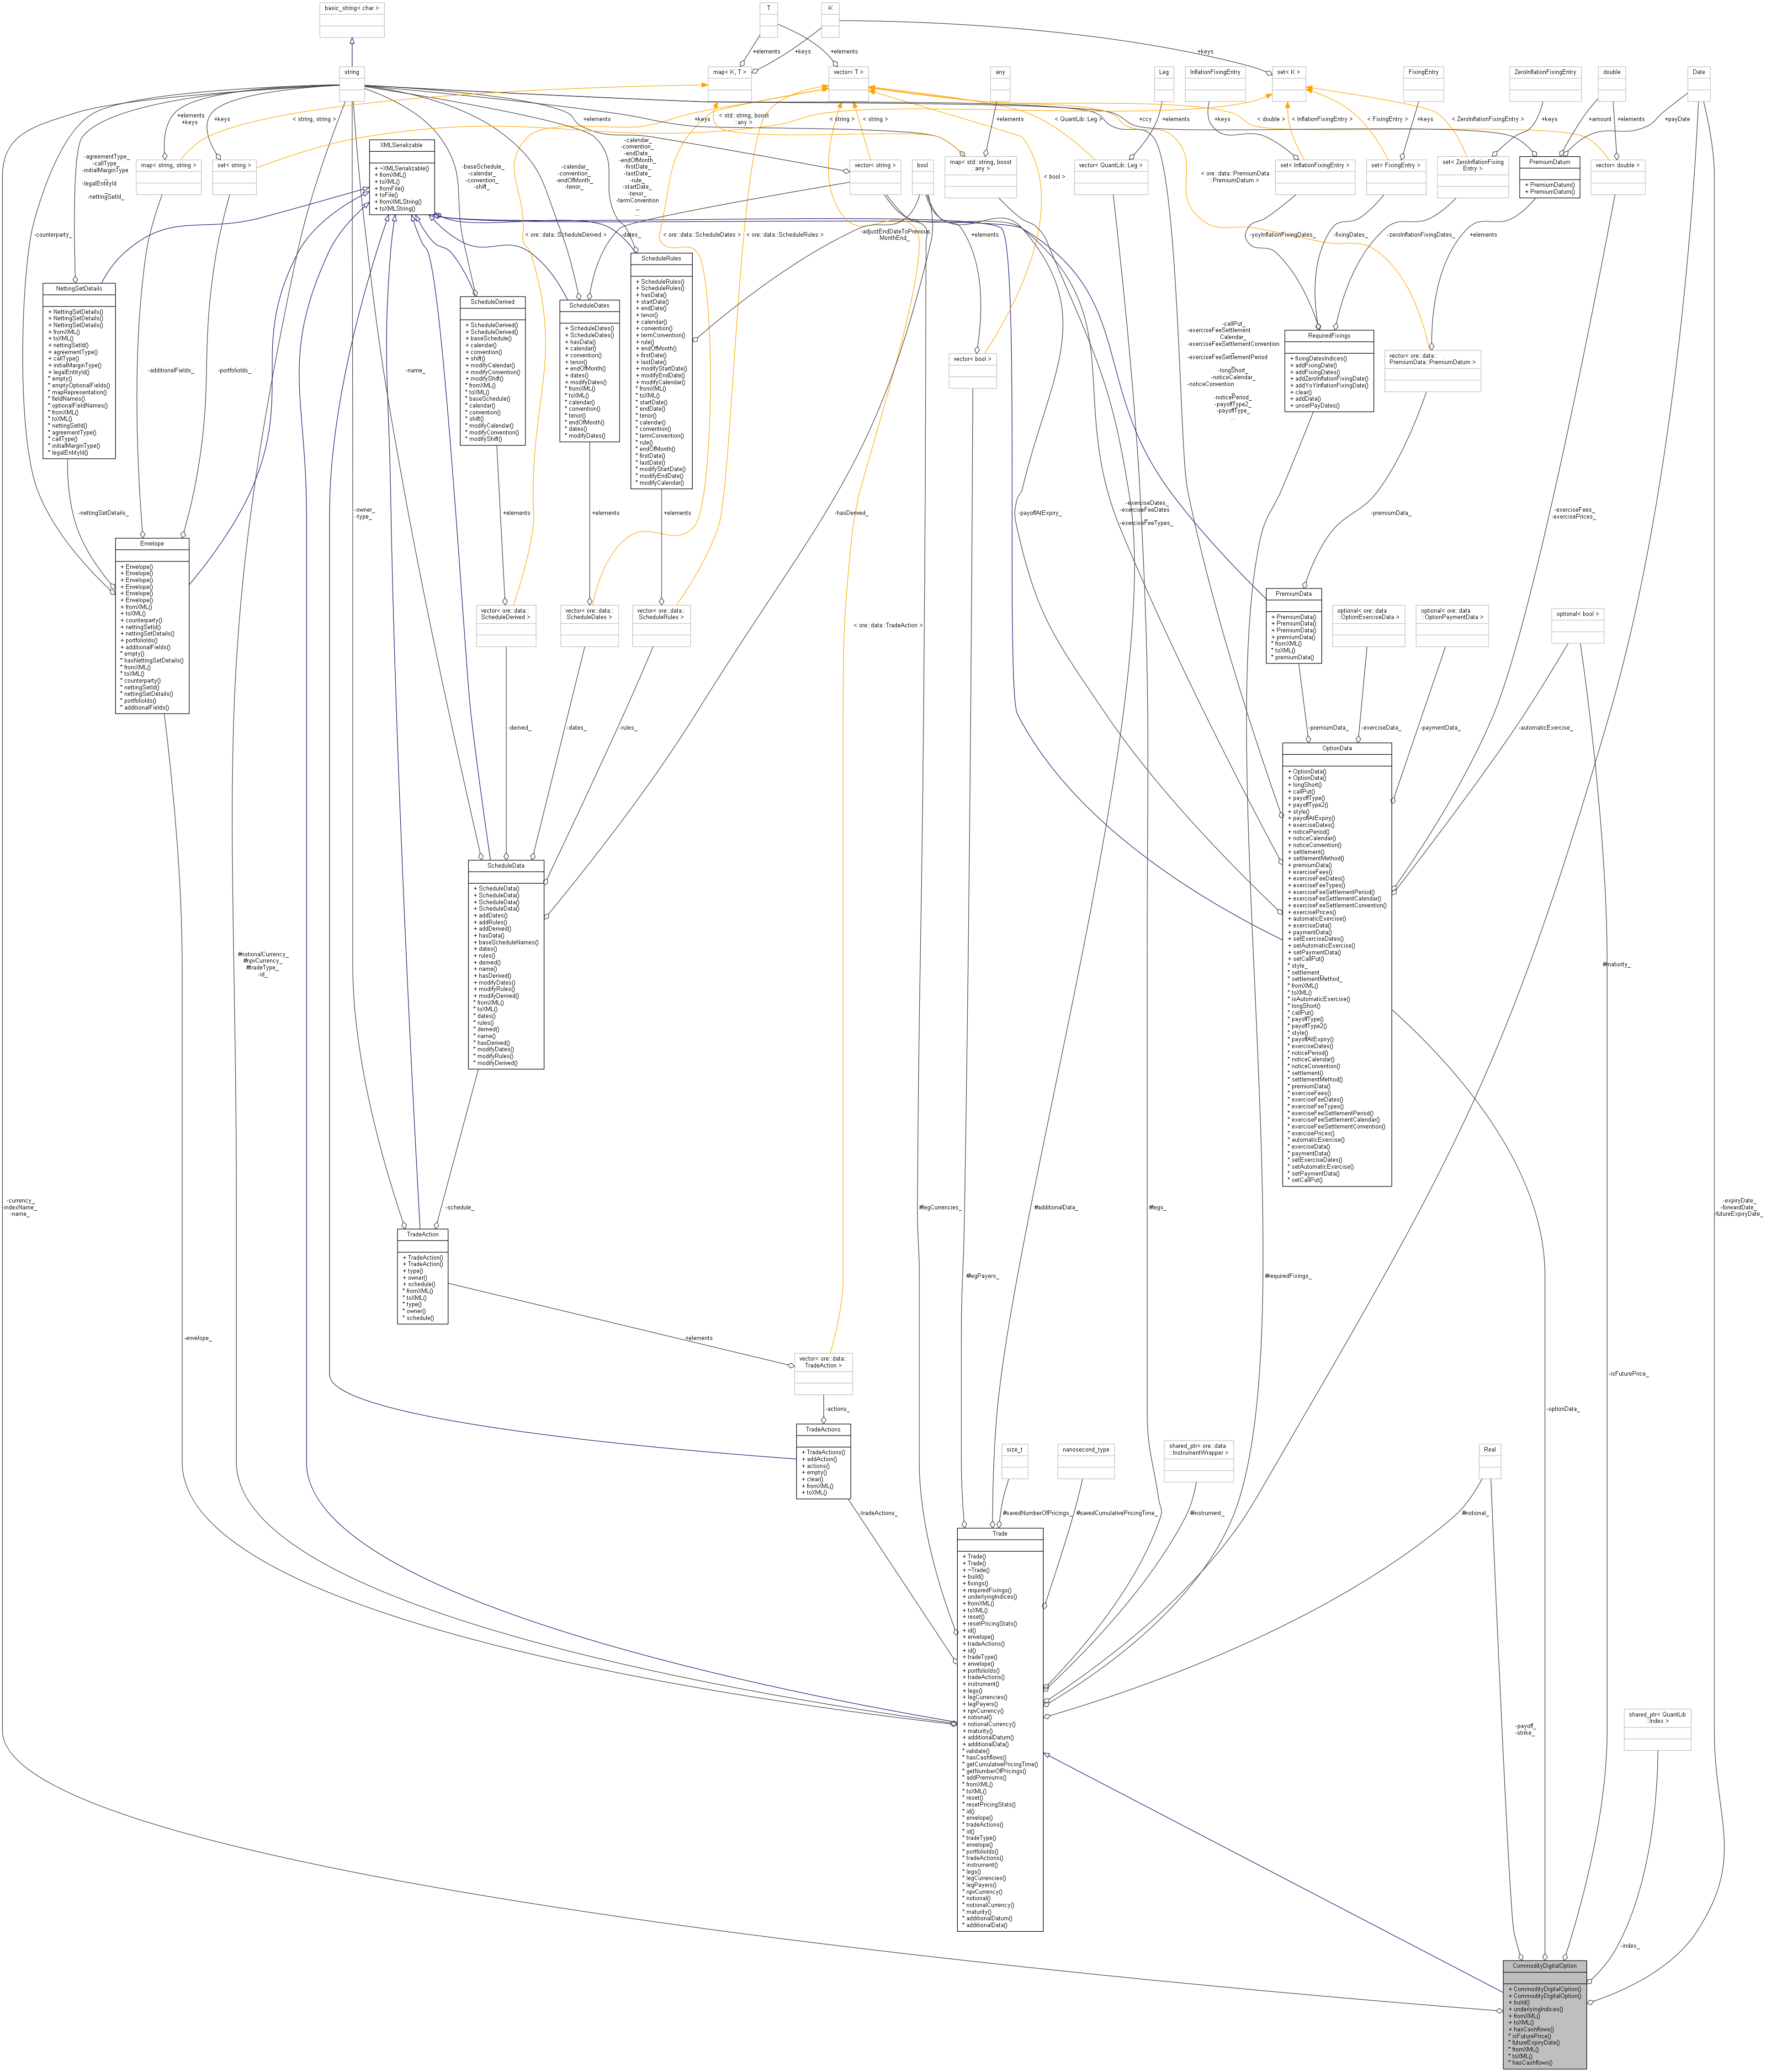 basic_string< char >
T
K
+elements
+keys
+elements
+keys
string
map< K, T >
vector< T >
any
Leg
InflationFixingEntry
set< K >
FixingEntry
ZeroInflationFixingEntry
double
Date
+elements
+keys
+keys
< string, string >
+elements
+keys
< std::string, boost
::any >
< string >
< string >
+elements
< QuantLib::Leg >
+ccy
+elements
+keys
< double >
< InflationFixingEntry >
< FixingEntry >
+keys
< ZeroInflationFixingEntry >
+keys
+amount
+elements
+payDate
-agreementType_
-callType_
-initialMarginType
_
-legalEntityId
_
-nettingSetId_
map< string, string >
set< string >
XMLSerializable
+ ~XMLSerializable()
+ fromXML()
+ toXML()
+ fromFile()
+ toFile()
+ fromXMLString()
+ toXMLString()
-baseSchedule_
-calendar_
-convention_
-shift_
-calendar_
-convention_
-endOfMonth_
-tenor_
-calendar_
-convention_
-endDate_
-endOfMonth_
-firstDate_
-lastDate_
-rule_
-startDate_
-tenor_
-termConvention
_
...
vector< string >
bool
map< std::string, boost
::any >
vector< QuantLib::Leg >
< bool >
< ore::data::PremiumData
::PremiumDatum >
set< InflationFixingEntry >
set< FixingEntry >
set< ZeroInflationFixing
Entry >
PremiumDatum
+ PremiumDatum()
+ PremiumDatum()
vector< double >
-counterparty_
< ore::data::ScheduleDerived >
-dates_
< ore::data::ScheduleDates >
< ore::data::ScheduleRules >
-adjustEndDateToPrevious
MonthEnd_
+elements
-yoyInflationFixingDates_
-fixingDates_
-zeroInflationFixingDates_
+elements
NettingSetDetails
+ NettingSetDetails()
+ NettingSetDetails()
+ NettingSetDetails()
+ fromXML()
+ toXML()
+ nettingSetId()
+ agreementType()
+ callType()
+ initialMarginType()
+ legalEntityId()
* empty()
* emptyOptionalFields()
* mapRepresentation()
* fieldNames()
* optionalFieldNames()
* fromXML()
* toXML()
* nettingSetId()
* agreementType()
* callType()
* initialMarginType()
* legalEntityId()
-additionalFields_
-portfolioIds_
-name_
ScheduleDerived
+ ScheduleDerived()
+ ScheduleDerived()
+ baseSchedule()
+ calendar()
+ convention()
+ shift()
+ modifyCalendar()
+ modifyConvention()
+ modifyShift()
* fromXML()
* toXML()
* baseSchedule()
* calendar()
* convention()
* shift()
* modifyCalendar()
* modifyConvention()
* modifyShift()
ScheduleDates
+ ScheduleDates()
+ ScheduleDates()
+ hasData()
+ calendar()
+ convention()
+ tenor()
+ endOfMonth()
+ dates()
+ modifyDates()
* fromXML()
* toXML()
* calendar()
* convention()
* tenor()
* endOfMonth()
* dates()
* modifyDates()
ScheduleRules
+ ScheduleRules()
+ ScheduleRules()
+ hasData()
+ startDate()
+ endDate()
+ tenor()
+ calendar()
+ convention()
+ termConvention()
+ rule()
+ endOfMonth()
+ firstDate()
+ lastDate()
+ modifyStartDate()
+ modifyEndDate()
+ modifyCalendar()
* fromXML()
* toXML()
* startDate()
* endDate()
* tenor()
* calendar()
* convention()
* termConvention()
* rule()
* endOfMonth()
* firstDate()
* lastDate()
* modifyStartDate()
* modifyEndDate()
* modifyCalendar()
vector< bool >
-callPut_
-exerciseFeeSettlement
Calendar_
-exerciseFeeSettlementConvention
_
-exerciseFeeSettlementPeriod
_
-longShort_
-noticeCalendar_
-noticeConvention
_
-noticePeriod_
-payoffType2_
-payoffType_
...
RequiredFixings
+ fixingDatesIndices()
+ addFixingDate()
+ addFixingDates()
+ addZeroInflationFixingDate()
+ addYoYInflationFixingDate()
+ clear()
+ addData()
+ unsetPayDates()
vector< ore::data::
PremiumData::PremiumDatum >
-nettingSetDetails_
-owner_
-type_
+elements
+elements
+elements
-hasDerived_
-payoffAtExpiry_
-exerciseDates_
-exerciseFeeDates
_
-exerciseFeeTypes_
-premiumData_
-exerciseFees_
-exercisePrices_
Envelope
+ Envelope()
+ Envelope()
+ Envelope()
+ Envelope()
+ Envelope()
+ Envelope()
+ fromXML()
+ toXML()
+ counterparty()
+ nettingSetId()
+ nettingSetDetails()
+ portfolioIds()
+ additionalFields()
* empty()
* hasNettingSetDetails()
* fromXML()
* toXML()
* counterparty()
* nettingSetId()
* nettingSetDetails()
* portfolioIds()
* additionalFields()
vector< ore::data::
ScheduleDerived >
vector< ore::data::
ScheduleDates >
vector< ore::data::
ScheduleRules >
< ore::data::TradeAction >
PremiumData
+ PremiumData()
+ PremiumData()
+ PremiumData()
+ premiumData()
* fromXML()
* toXML()
* premiumData()
optional< ore::data
::OptionExerciseData >
optional< ore::data
::OptionPaymentData >
optional< bool >
-derived_
-dates_
-rules_
-premiumData_
-exerciseData_
-paymentData_
-automaticExercise_
OptionData
+ OptionData()
+ OptionData()
+ longShort()
+ callPut()
+ payoffType()
+ payoffType2()
+ style()
+ payoffAtExpiry()
+ exerciseDates()
+ noticePeriod()
+ noticeCalendar()
+ noticeConvention()
+ settlement()
+ settlementMethod()
+ premiumData()
+ exerciseFees()
+ exerciseFeeDates()
+ exerciseFeeTypes()
+ exerciseFeeSettlementPeriod()
+ exerciseFeeSettlementCalendar()
+ exerciseFeeSettlementConvention()
+ exercisePrices()
+ automaticExercise()
+ exerciseData()
+ paymentData()
+ setExerciseDates()
+ setAutomaticExercise()
+ setPaymentData()
+ setCallPut()
* style_
* settlement_
* settlementMethod_
* fromXML()
* toXML()
* isAutomaticExercise()
* longShort()
* callPut()
* payoffType()
* payoffType2()
* style()
* payoffAtExpiry()
* exerciseDates()
* noticePeriod()
* noticeCalendar()
* noticeConvention()
* settlement()
* settlementMethod()
* premiumData()
* exerciseFees()
* exerciseFeeDates()
* exerciseFeeTypes()
* exerciseFeeSettlementPeriod()
* exerciseFeeSettlementCalendar()
* exerciseFeeSettlementConvention()
* exercisePrices()
* automaticExercise()
* exerciseData()
* paymentData()
* setExerciseDates()
* setAutomaticExercise()
* setPaymentData()
* setCallPut()
ScheduleData
+ ScheduleData()
+ ScheduleData()
+ ScheduleData()
+ ScheduleData()
+ addDates()
+ addRules()
+ addDerived()
+ hasData()
+ baseScheduleNames()
+ dates()
+ rules()
+ derived()
+ name()
+ hasDerived()
+ modifyDates()
+ modifyRules()
+ modifyDerived()
* fromXML()
* toXML()
* dates()
* rules()
* derived()
* name()
* hasDerived()
* modifyDates()
* modifyRules()
* modifyDerived()
#notionalCurrency_
#npvCurrency_
#tradeType_
-id_
#maturity_
-currency_
-indexName_
-name_
-schedule_
#legCurrencies_
#additionalData_
#legs_
-expiryDate_
-forwardDate_
-futureExpiryDate_
TradeAction
+ TradeAction()
+ TradeAction()
+ type()
+ owner()
+ schedule()
* fromXML()
* toXML()
* type()
* owner()
* schedule()
#legPayers_
#requiredFixings_
-envelope_
+elements
vector< ore::data::
TradeAction >
-isFuturePrice_
-actions_
-optionData_
TradeActions
+ TradeActions()
+ addAction()
+ actions()
+ empty()
+ clear()
+ fromXML()
+ toXML()
size_t
nanosecond_type
shared_ptr< ore::data
::InstrumentWrapper >
Real
-tradeActions_
#savedNumberOfPricings_
#savedCumulativePricingTime_
#instrument_
#notional_
Trade
+ Trade()
+ Trade()
+ ~Trade()
+ build()
+ fixings()
+ requiredFixings()
+ underlyingIndices()
+ fromXML()
+ toXML()
+ reset()
+ resetPricingStats()
+ id()
+ envelope()
+ tradeActions()
+ id()
+ tradeType()
+ envelope()
+ portfolioIds()
+ tradeActions()
+ instrument()
+ legs()
+ legCurrencies()
+ legPayers()
+ npvCurrency()
+ notional()
+ notionalCurrency()
+ maturity()
+ additionalDatum()
+ additionalData()
* validate()
* hasCashflows()
* getCumulativePricingTime()
* getNumberOfPricings()
* addPremiums()
* fromXML()
* toXML()
* reset()
* resetPricingStats()
* id()
* envelope()
* tradeActions()
* id()
* tradeType()
* envelope()
* portfolioIds()
* tradeActions()
* instrument()
* legs()
* legCurrencies()
* legPayers()
* npvCurrency()
* notional()
* notionalCurrency()
* maturity()
* additionalDatum()
* additionalData()
-payoff_
-strike_
shared_ptr< QuantLib
::Index >
-index_
CommodityDigitalOption
+ CommodityDigitalOption()
+ CommodityDigitalOption()
+ build()
+ underlyingIndices()
+ fromXML()
+ toXML()
+ hasCashflows()
* isFuturePrice()
* futureExpiryDate()
* fromXML()
* toXML()
* hasCashflows()